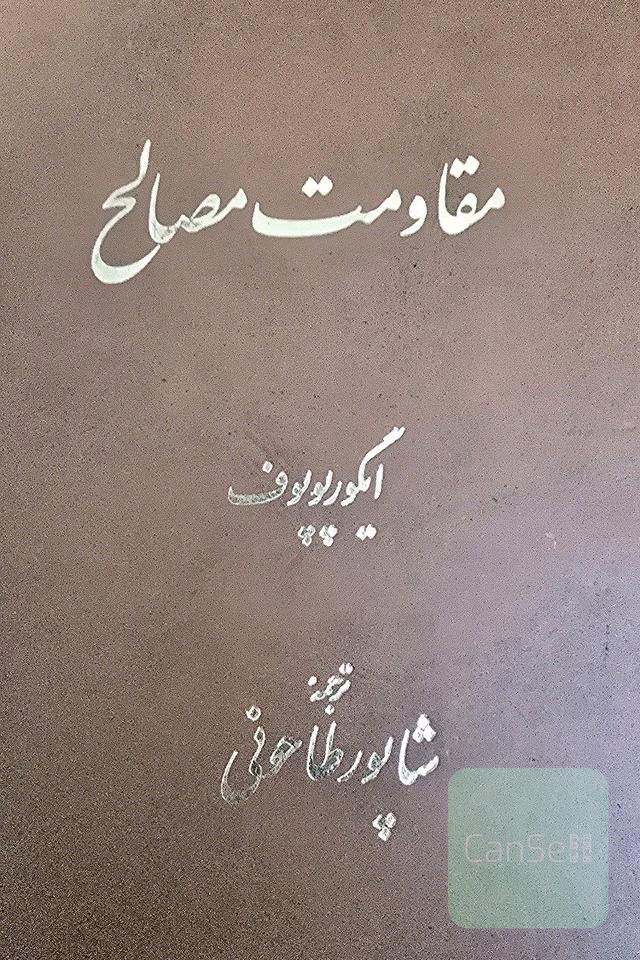 مقاومت مصالح
ایگور پوپوف
ترجمهٔ
شاپور طاحونی
CanSell